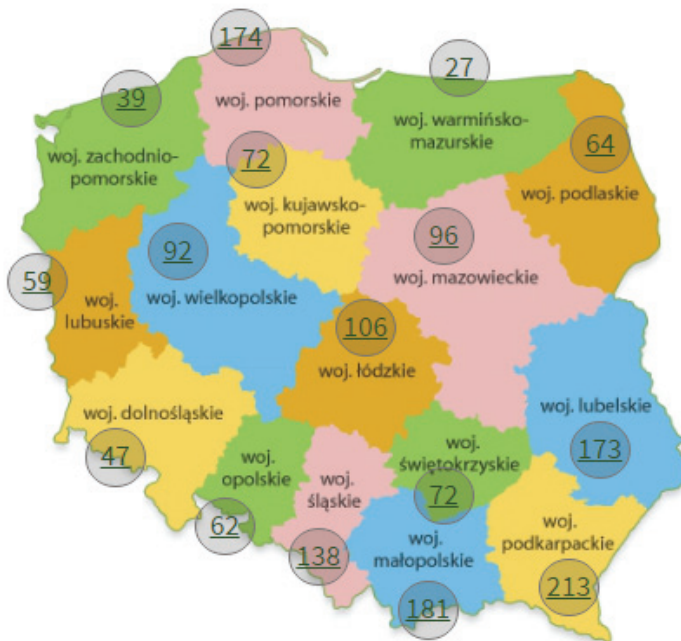 174
woj. pomorskie
27
39
woj. warmińsko-
mazurskie
woj. zachodnio-
pomorskie
72
woj. kujawsko-
pomorskie
64
woj. podlaskie
92
woj. wielkopolskie
96
woj. mazowieckie
59
woj.
lubuskie
106
woj. łódzkie
woj. dolnośląskie
47
woj. lubelskie
173
woj.
opolskie
62
woj.
śląskie
138
woj.
świętokrzyskie
72
woj.
małopolskie
181
woj.
podkarpackie
213